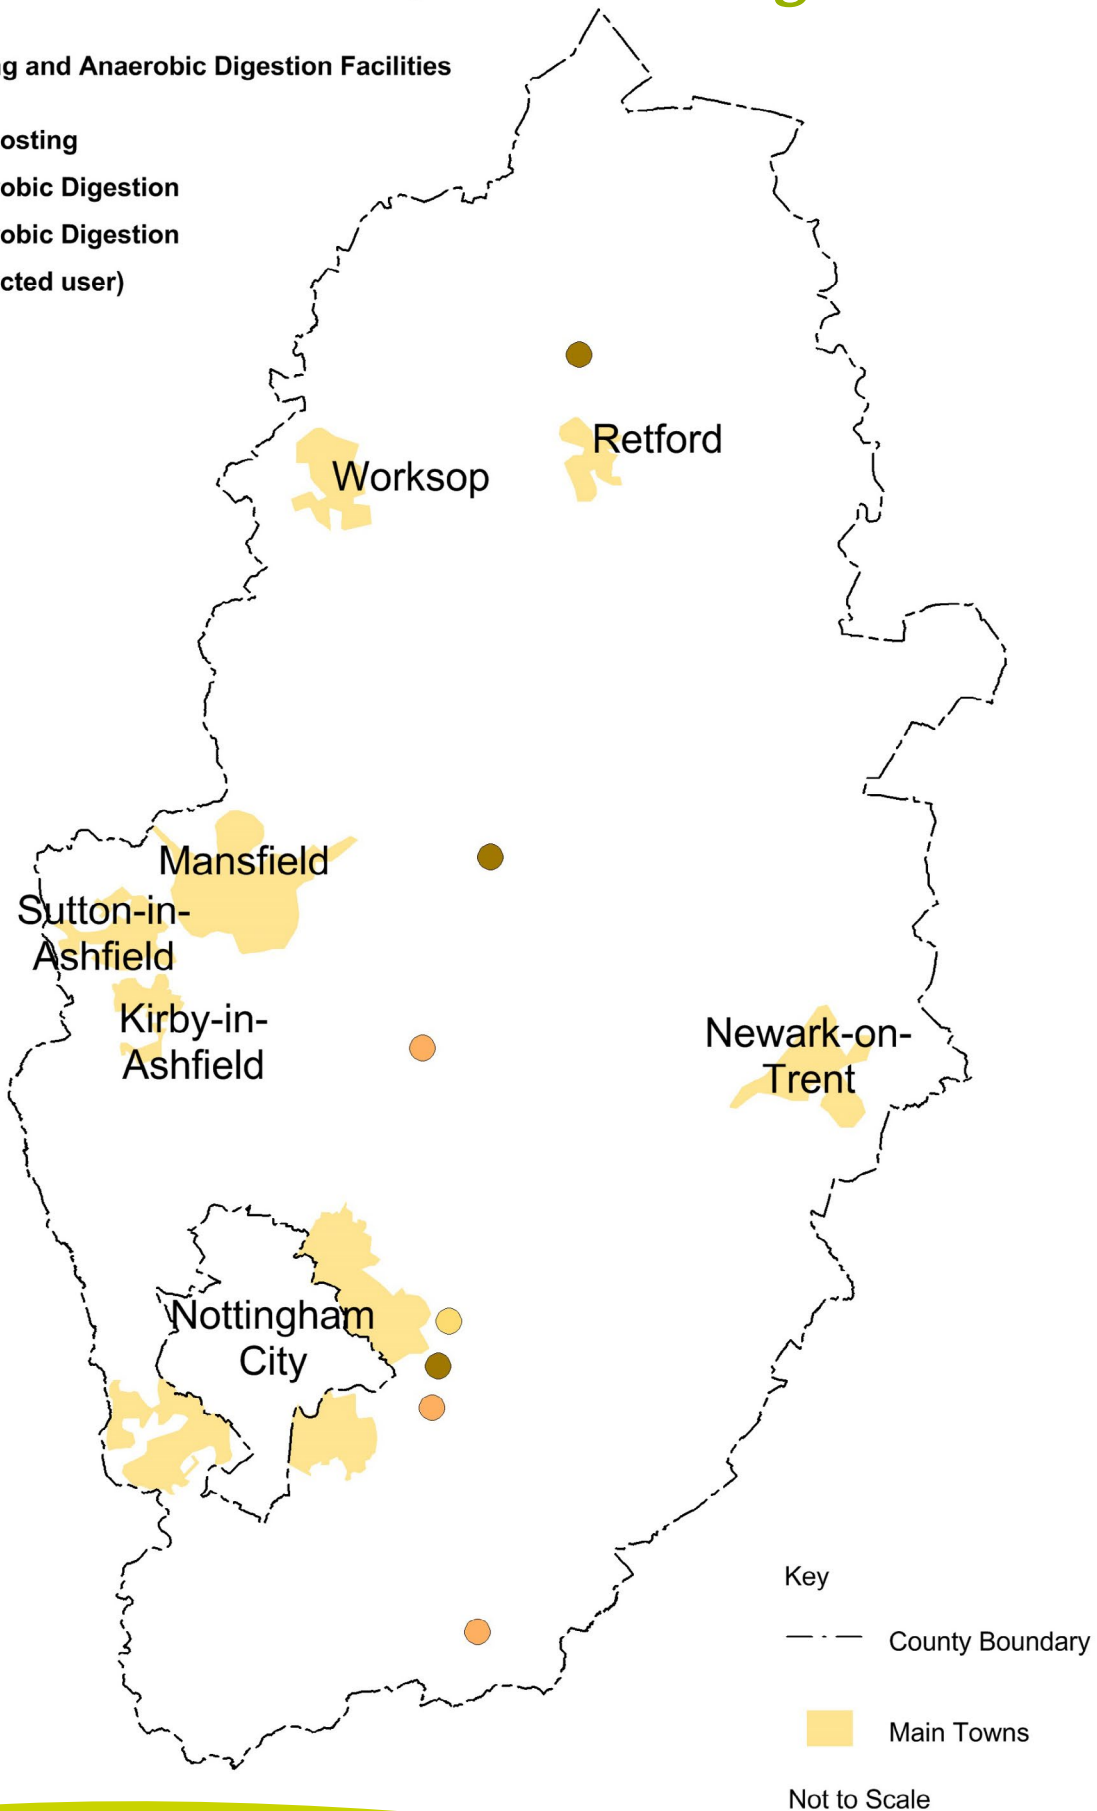 g and Anaerobic Digestion Facilities
osting
obic Digestion
obic Digestion
cted user)
Retford
Worksop
Mansfield
Sutton-in-
Ashfield
Kirby-in-
Ashfield
Newark-on-
Trent
Nottingham
City
Key
County Boundary
Main Towns
Not to Scale